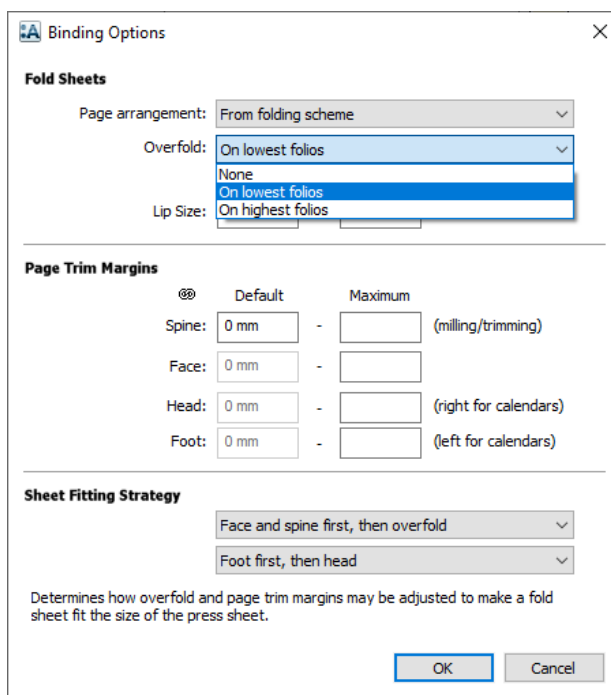 Binding Options
Fold Sheets
Page arrangement: From folding scheme
Overfold: On lowest folios
None
On lowest folios
On highest folios
Lip Size:
Page Trim Margins
Default Maximum
Spine: 0 mm - (milling/trimming)
Face: 0 mm -
Head: 0 mm - (right for calendars)
Foot: 0 mm - (left for calendars)
Sheet Fitting Strategy
Face and spine first, then overfold
Foot first, then head
Determines how overfold and page trim margins may be adjusted to make a fold
sheet fit the size of the press sheet.
OK Cancel